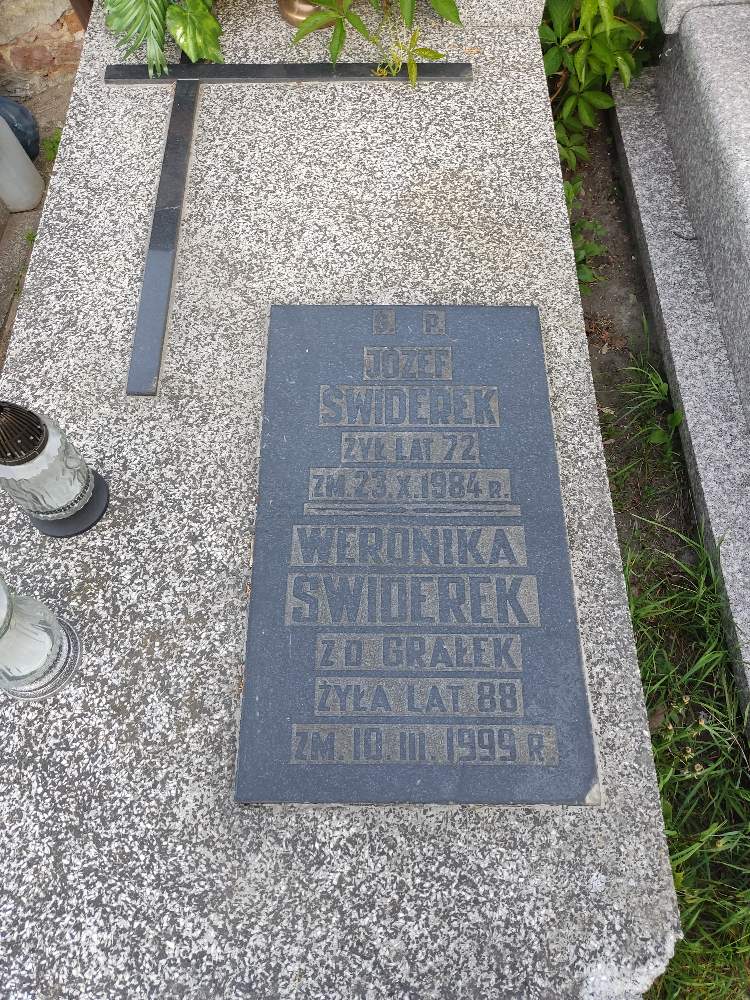 Ś. P.
JÓZEF
ŚWIDEREK
ŻYŁ LAT 72
ZM. 23.X.1984 R.
WERONIKA
ŚWIDEREK
Z D GRAŁEK
ŻYŁA LAT 88
ZM. 10. III. 1999 R.